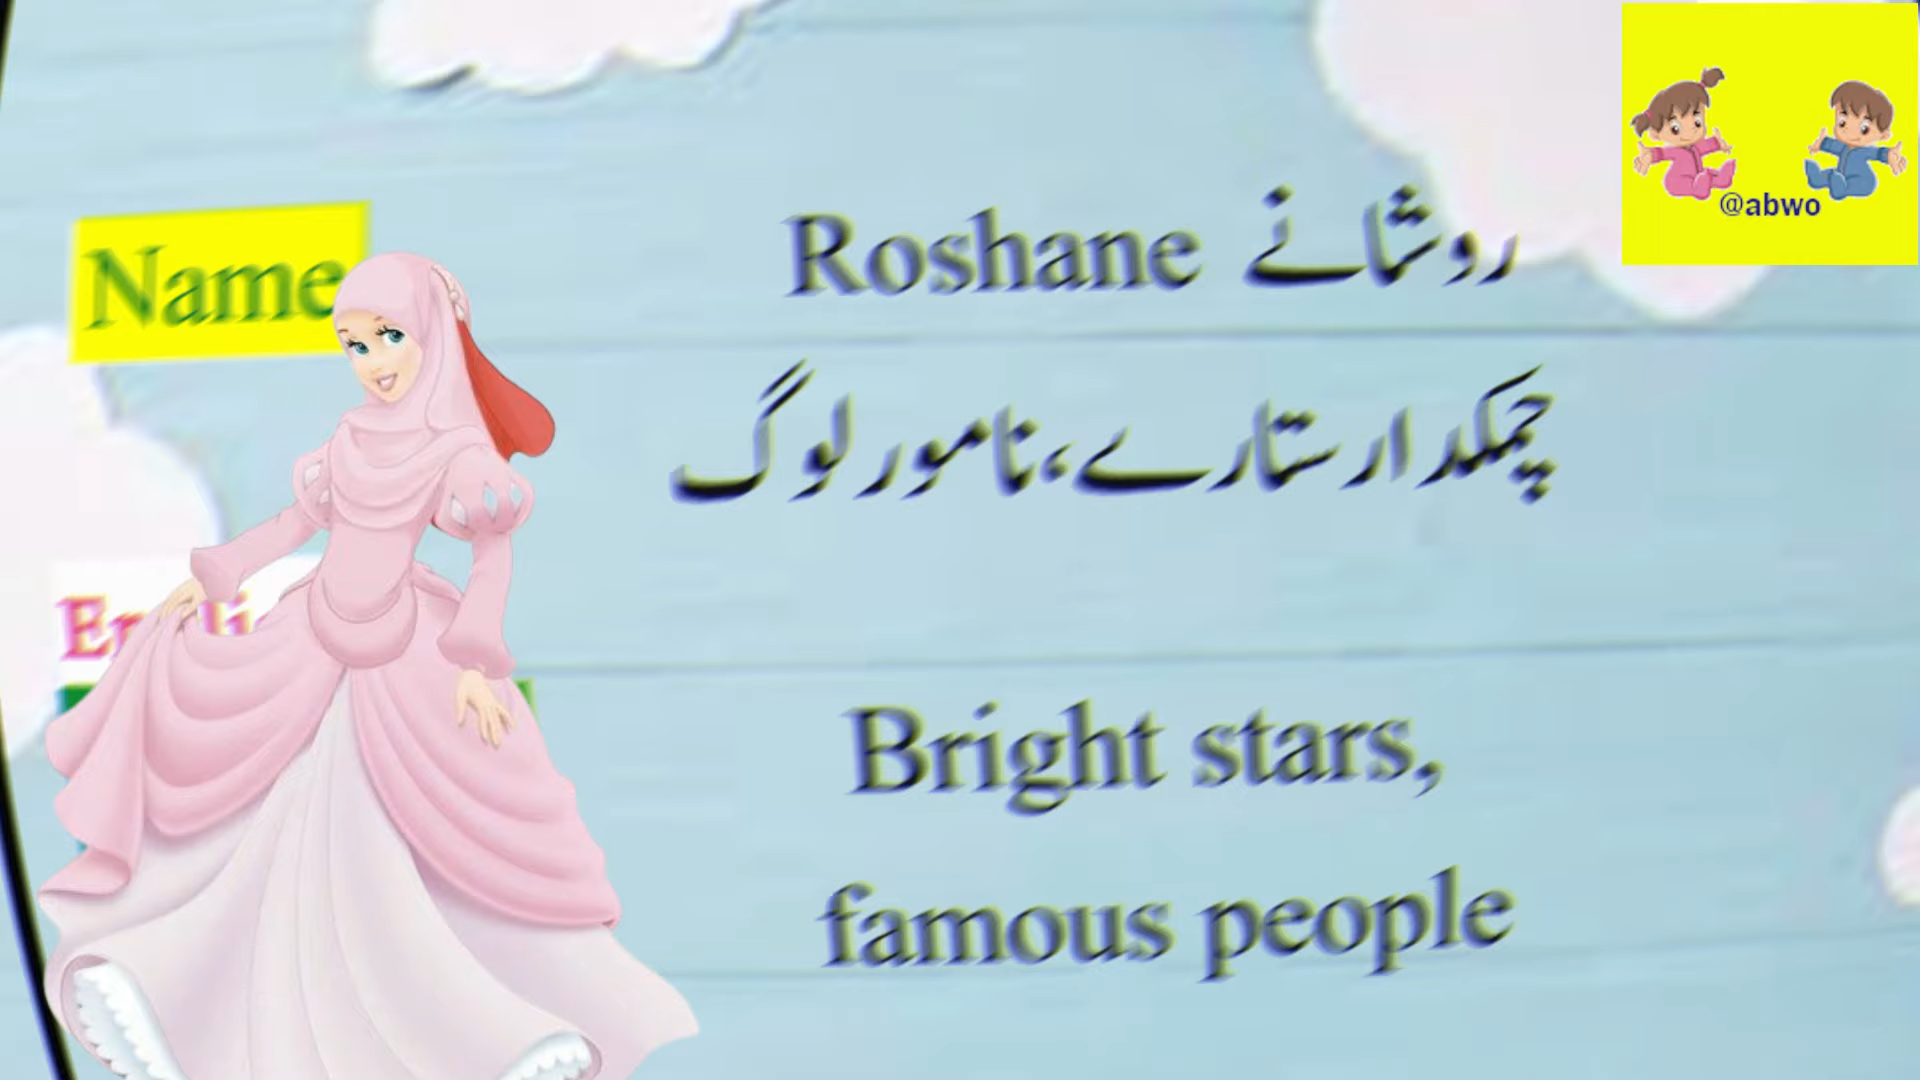 @abwo
Name
Roshane روشانے
چمکدار ستارے، نامور لوگ
Bright stars,
famous people